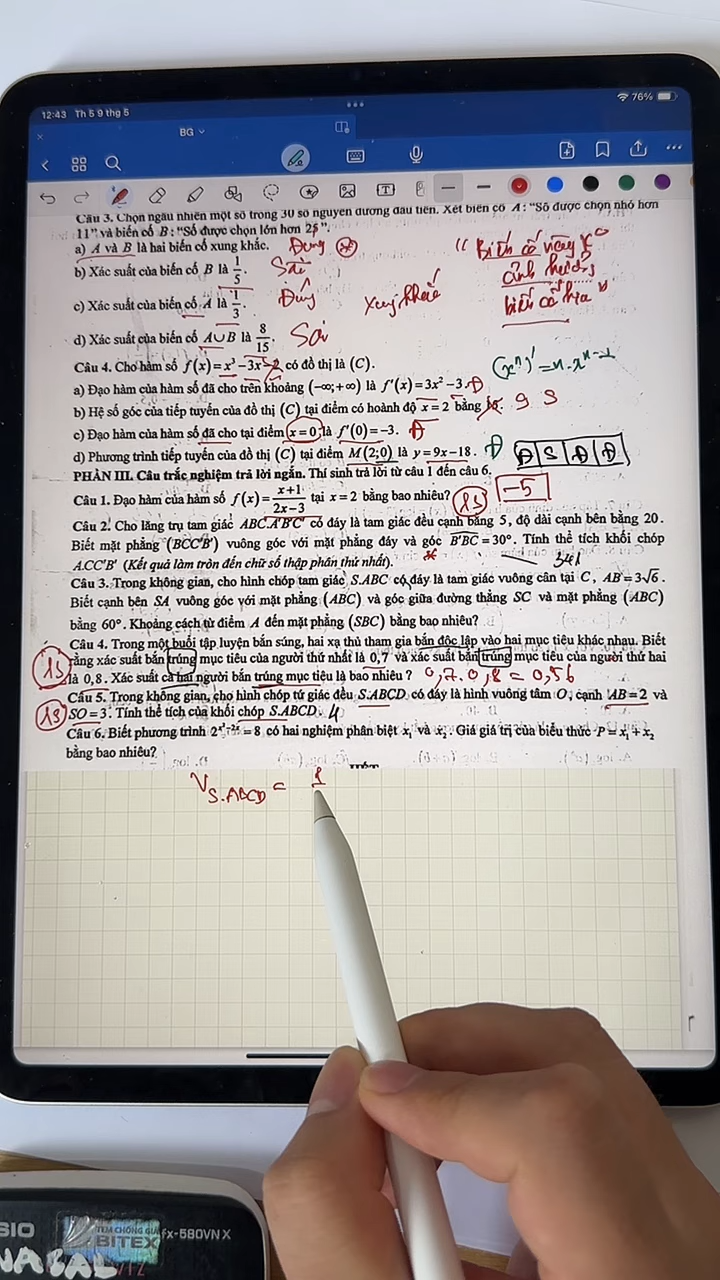 12:43 Th 5 9 thg 5
76%
BG
Câu 3. Chọn ngẫu nhiên một số trong 30 số nguyên dương đầu tiên. Xét biến cố A: "Số được chọn nhỏ hơn
11" và biến cố B: "Số được chọn lớn hơn 25".
a) A và B là hai biến cố xung khắc. Đúng
b) Xác suất của biến cố B là 1/5. Sai
c) Xác suất của biến cố A là 1/3. Đúng
d) Xác suất của biến cố A∪B là 8/15. Sai
Xung khắc
"Biến cố này xº
ảnh hưởng
biến cố kia"
Câu 4. Cho hàm số f(x)=x³−3x−2 có đồ thị là (C).
(xⁿ)' = n.xⁿ⁻¹
a) Đạo hàm của hàm số đã cho trên khoảng (−∞;+∞) là f'(x)=3x²−3. Đ
b) Hệ số góc của tiếp tuyến của đồ thị (C) tại điểm có hoành độ x=2 bằng 9 S
c) Đạo hàm của hàm số đã cho tại điểm x=0 là f'(0)=−3. Đ
d) Phương trình tiếp tuyến của đồ thị (C) tại điểm M(2;0) là y=9x−18. Đ
Đ S Đ Đ
PHẦN III. Câu trắc nghiệm trả lời ngắn. Thí sinh trả lời từ câu 1 đến câu 6.
Câu 1. Đạo hàm của hàm số f(x)=(x+1)/(2x−3) tại x=2 bằng bao nhiêu? −5
Câu 2. Cho lăng trụ tam giác ABC.A'B'C' có đáy là tam giác đều cạnh bằng 5, độ dài cạnh bên bằng 20.
Biết mặt phẳng (BCC'B') vuông góc với mặt phẳng đáy và góc B'BC=30°. Tính thể tích khối chóp
A.CC'B' (Kết quả làm tròn đến chữ số thập phân thứ nhất).
Câu 3. Trong không gian, cho hình chóp tam giác S.ABC có đáy là tam giác vuông cân tại C, AB=3√6.
Biết cạnh bên SA vuông góc với mặt phẳng (ABC) và góc giữa đường thẳng SC và mặt phẳng (ABC)
bằng 60°. Khoảng cách từ điểm A đến mặt phẳng (SBC) bằng bao nhiêu?
Câu 4. Trong một buổi tập luyện bắn súng, hai xạ thủ tham gia bắn độc lập vào hai mục tiêu khác nhau. Biết
rằng xác suất bắn trúng mục tiêu của người thứ nhất là 0,7 và xác suất bắn trúng mục tiêu của người thứ hai
là 0,8. Xác suất cả hai người bắn trúng mục tiêu là bao nhiêu? 0,7.0,8 = 0,56
Câu 5. Trong không gian, cho hình chóp tứ giác đều S.ABCD có đáy là hình vuông tâm O, cạnh AB=2 và
SO=3. Tính thể tích của khối chóp S.ABCD. 4
Câu 6. Biết phương trình có hai nghiệm phân biệt x₁ và x₂. Giá giá trị của biểu thức P=x₁+x₂
bằng bao nhiêu?
V S.ABCD = 1
TEM CHỐNG GIẢ
BITEX
fx-580VN X